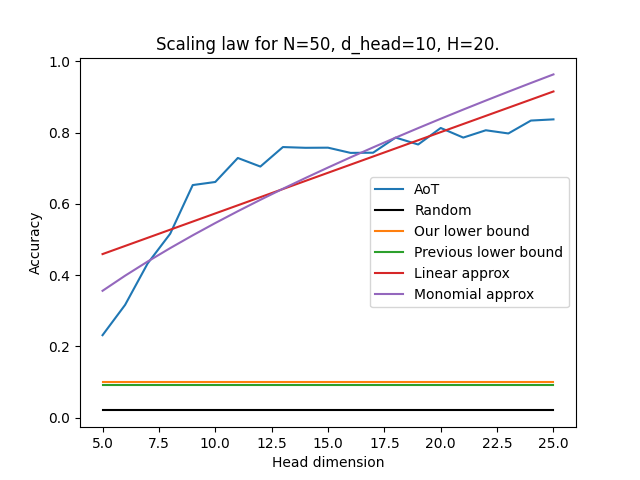 Scaling law for N=50, d_head=10, H=20.
1.0
0.8
0.6
0.4
0.2
0.0
Accuracy
AoT
Random
Our lower bound
Previous lower bound
Linear approx
Monomial approx
5.0 7.5 10.0 12.5 15.0 17.5 20.0 22.5 25.0
Head dimension